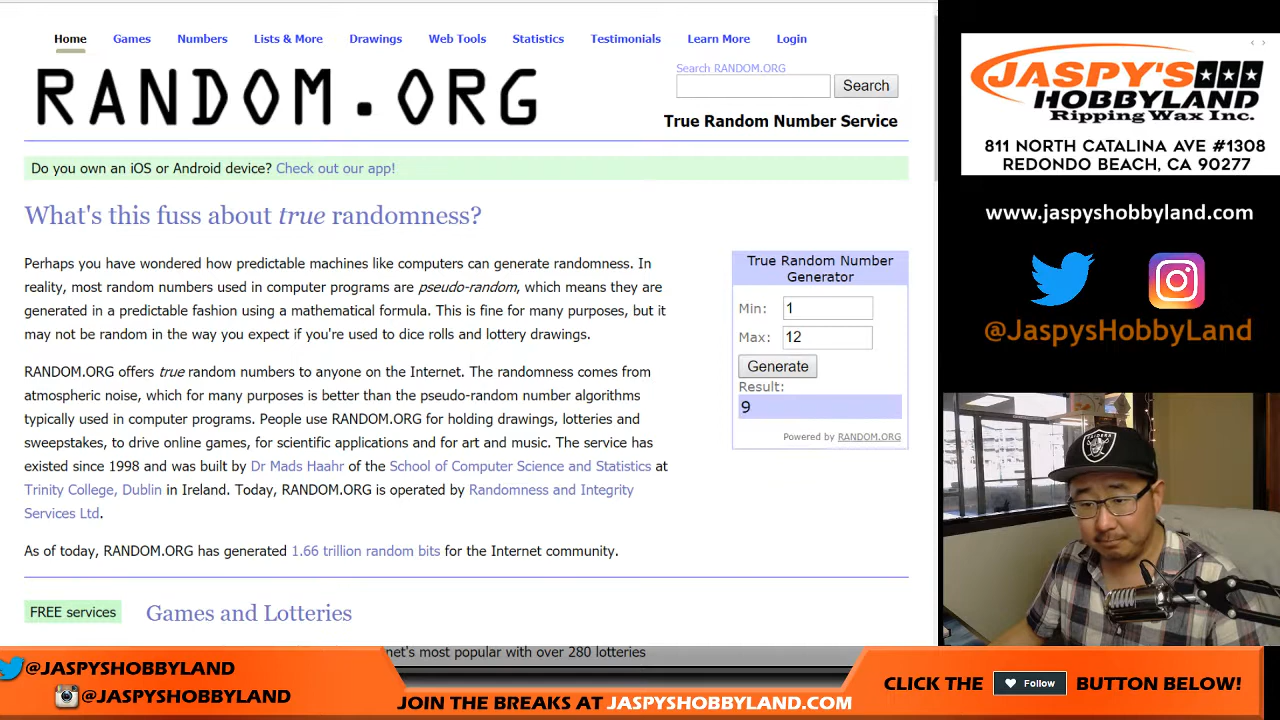 Home Games Numbers Lists & More Drawings Web Tools Statistics Testimonials Learn More Login
RANDOM.ORG
Search RANDOM.ORG
Search
True Random Number Service
Do you own an iOS or Android device? Check out our app!
What's this fuss about true randomness?
Perhaps you have wondered how predictable machines like computers can generate randomness. In
reality, most random numbers used in computer programs are pseudo-random, which means they are
generated in a predictable fashion using a mathematical formula. This is fine for many purposes, but it
may not be random in the way you expect if you're used to dice rolls and lottery drawings.
RANDOM.ORG offers true random numbers to anyone on the Internet. The randomness comes from
atmospheric noise, which for many purposes is better than the pseudo-random number algorithms
typically used in computer programs. People use RANDOM.ORG for holding drawings, lotteries and
sweepstakes, to drive online games, for scientific applications and for art and music. The service has
existed since 1998 and was built by Dr Mads Haahr of the School of Computer Science and Statistics at
Trinity College, Dublin in Ireland. Today, RANDOM.ORG is operated by Randomness and Integrity
Services Ltd.
As of today, RANDOM.ORG has generated 1.66 trillion random bits for the Internet community.
True Random Number
Generator
Min: 1
Max: 12
Generate
Result:
9
Powered by RANDOM.ORG
FREE services
Games and Lotteries
net's most popular with over 280 lotteries
JASPY'S
HOBBYLAND
Ripping Wax Inc.
811 NORTH CATALINA AVE #1308
REDONDO BEACH, CA 90277
www.jaspyshobbyland.com
@JaspysHobbyLand
RAIDERS
@JASPYSHOBBYLAND
@JASPYSHOBBYLAND
JOIN THE BREAKS AT JASPYSHOBBYLAND.COM
CLICK THE Follow BUTTON BELOW!